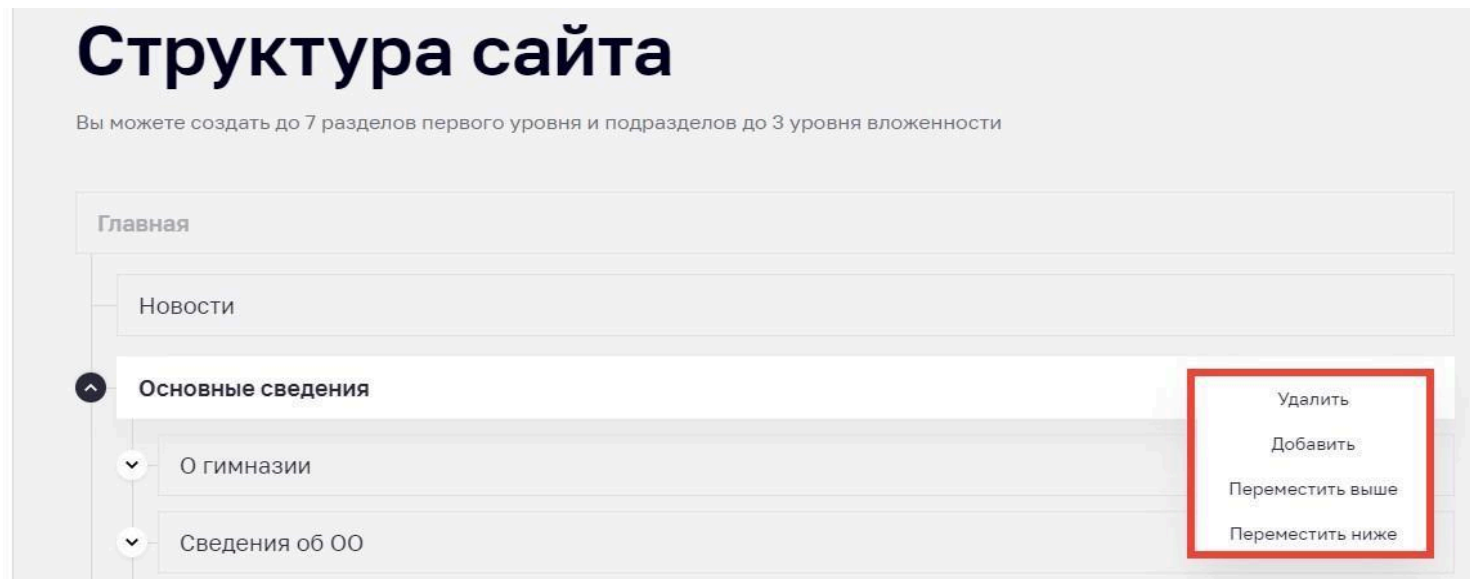 Структура сайта
Вы можете создать до 7 разделов первого уровня и подразделов до 3 уровня вложенности
Главная
Новости
Основные сведения
Удалить
Добавить
О гимназии
Переместить выше
Переместить ниже
Сведения об ОО